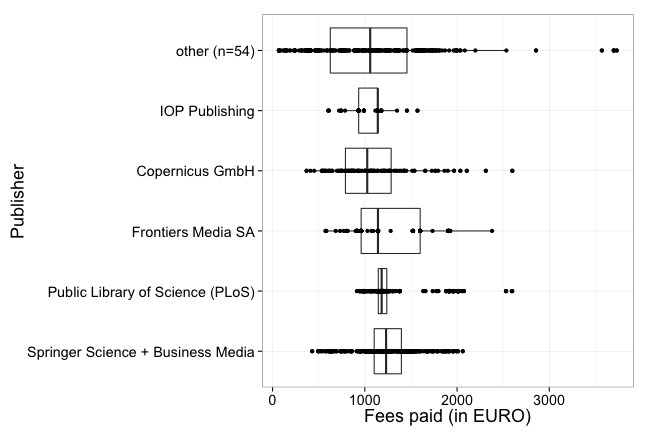 other (n=54)
IOP Publishing
Copernicus GmbH
Frontiers Media SA
Public Library of Science (PLoS)
Springer Science + Business Media
Publisher
0 1000 2000 3000
Fees paid (in EURO)